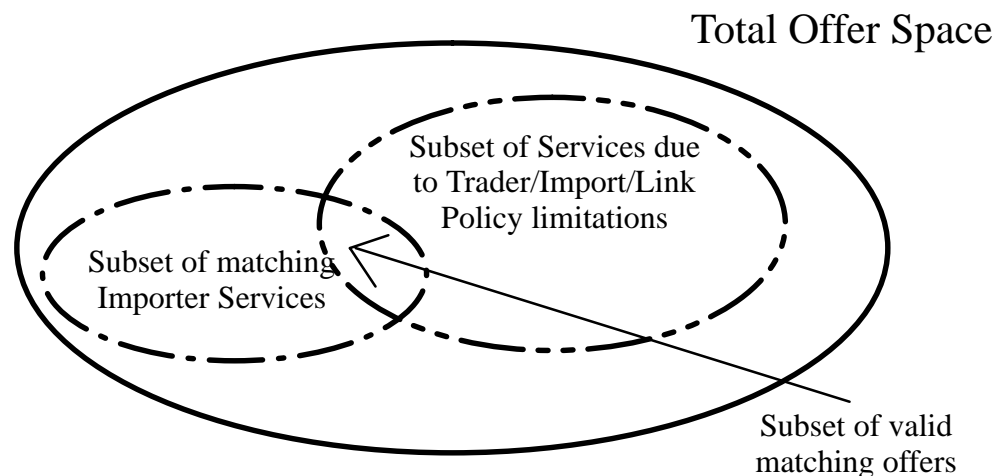 Total Offer Space
Subset of Services due
to Trader/Import/Link
Policy limitations
Subset of matching
Importer Services
Subset of valid
matching offers